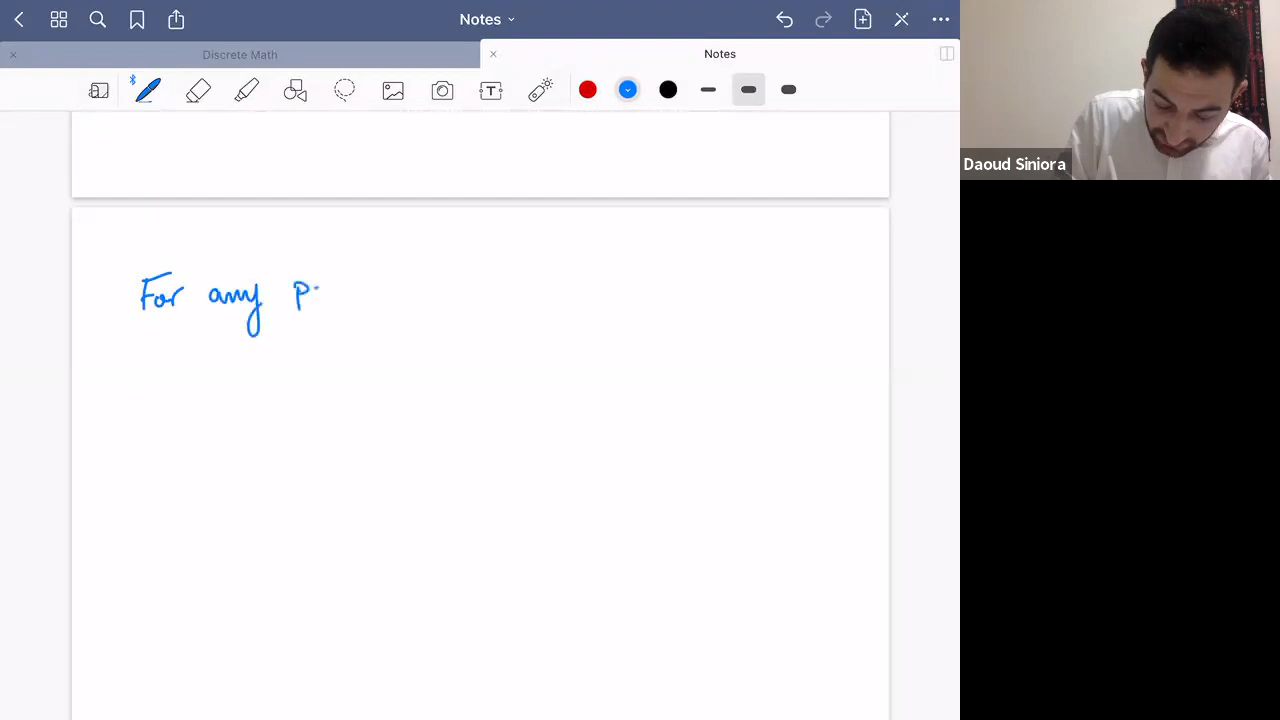 Notes
Discrete Math
Notes
T
Daoud Siniora
For any p